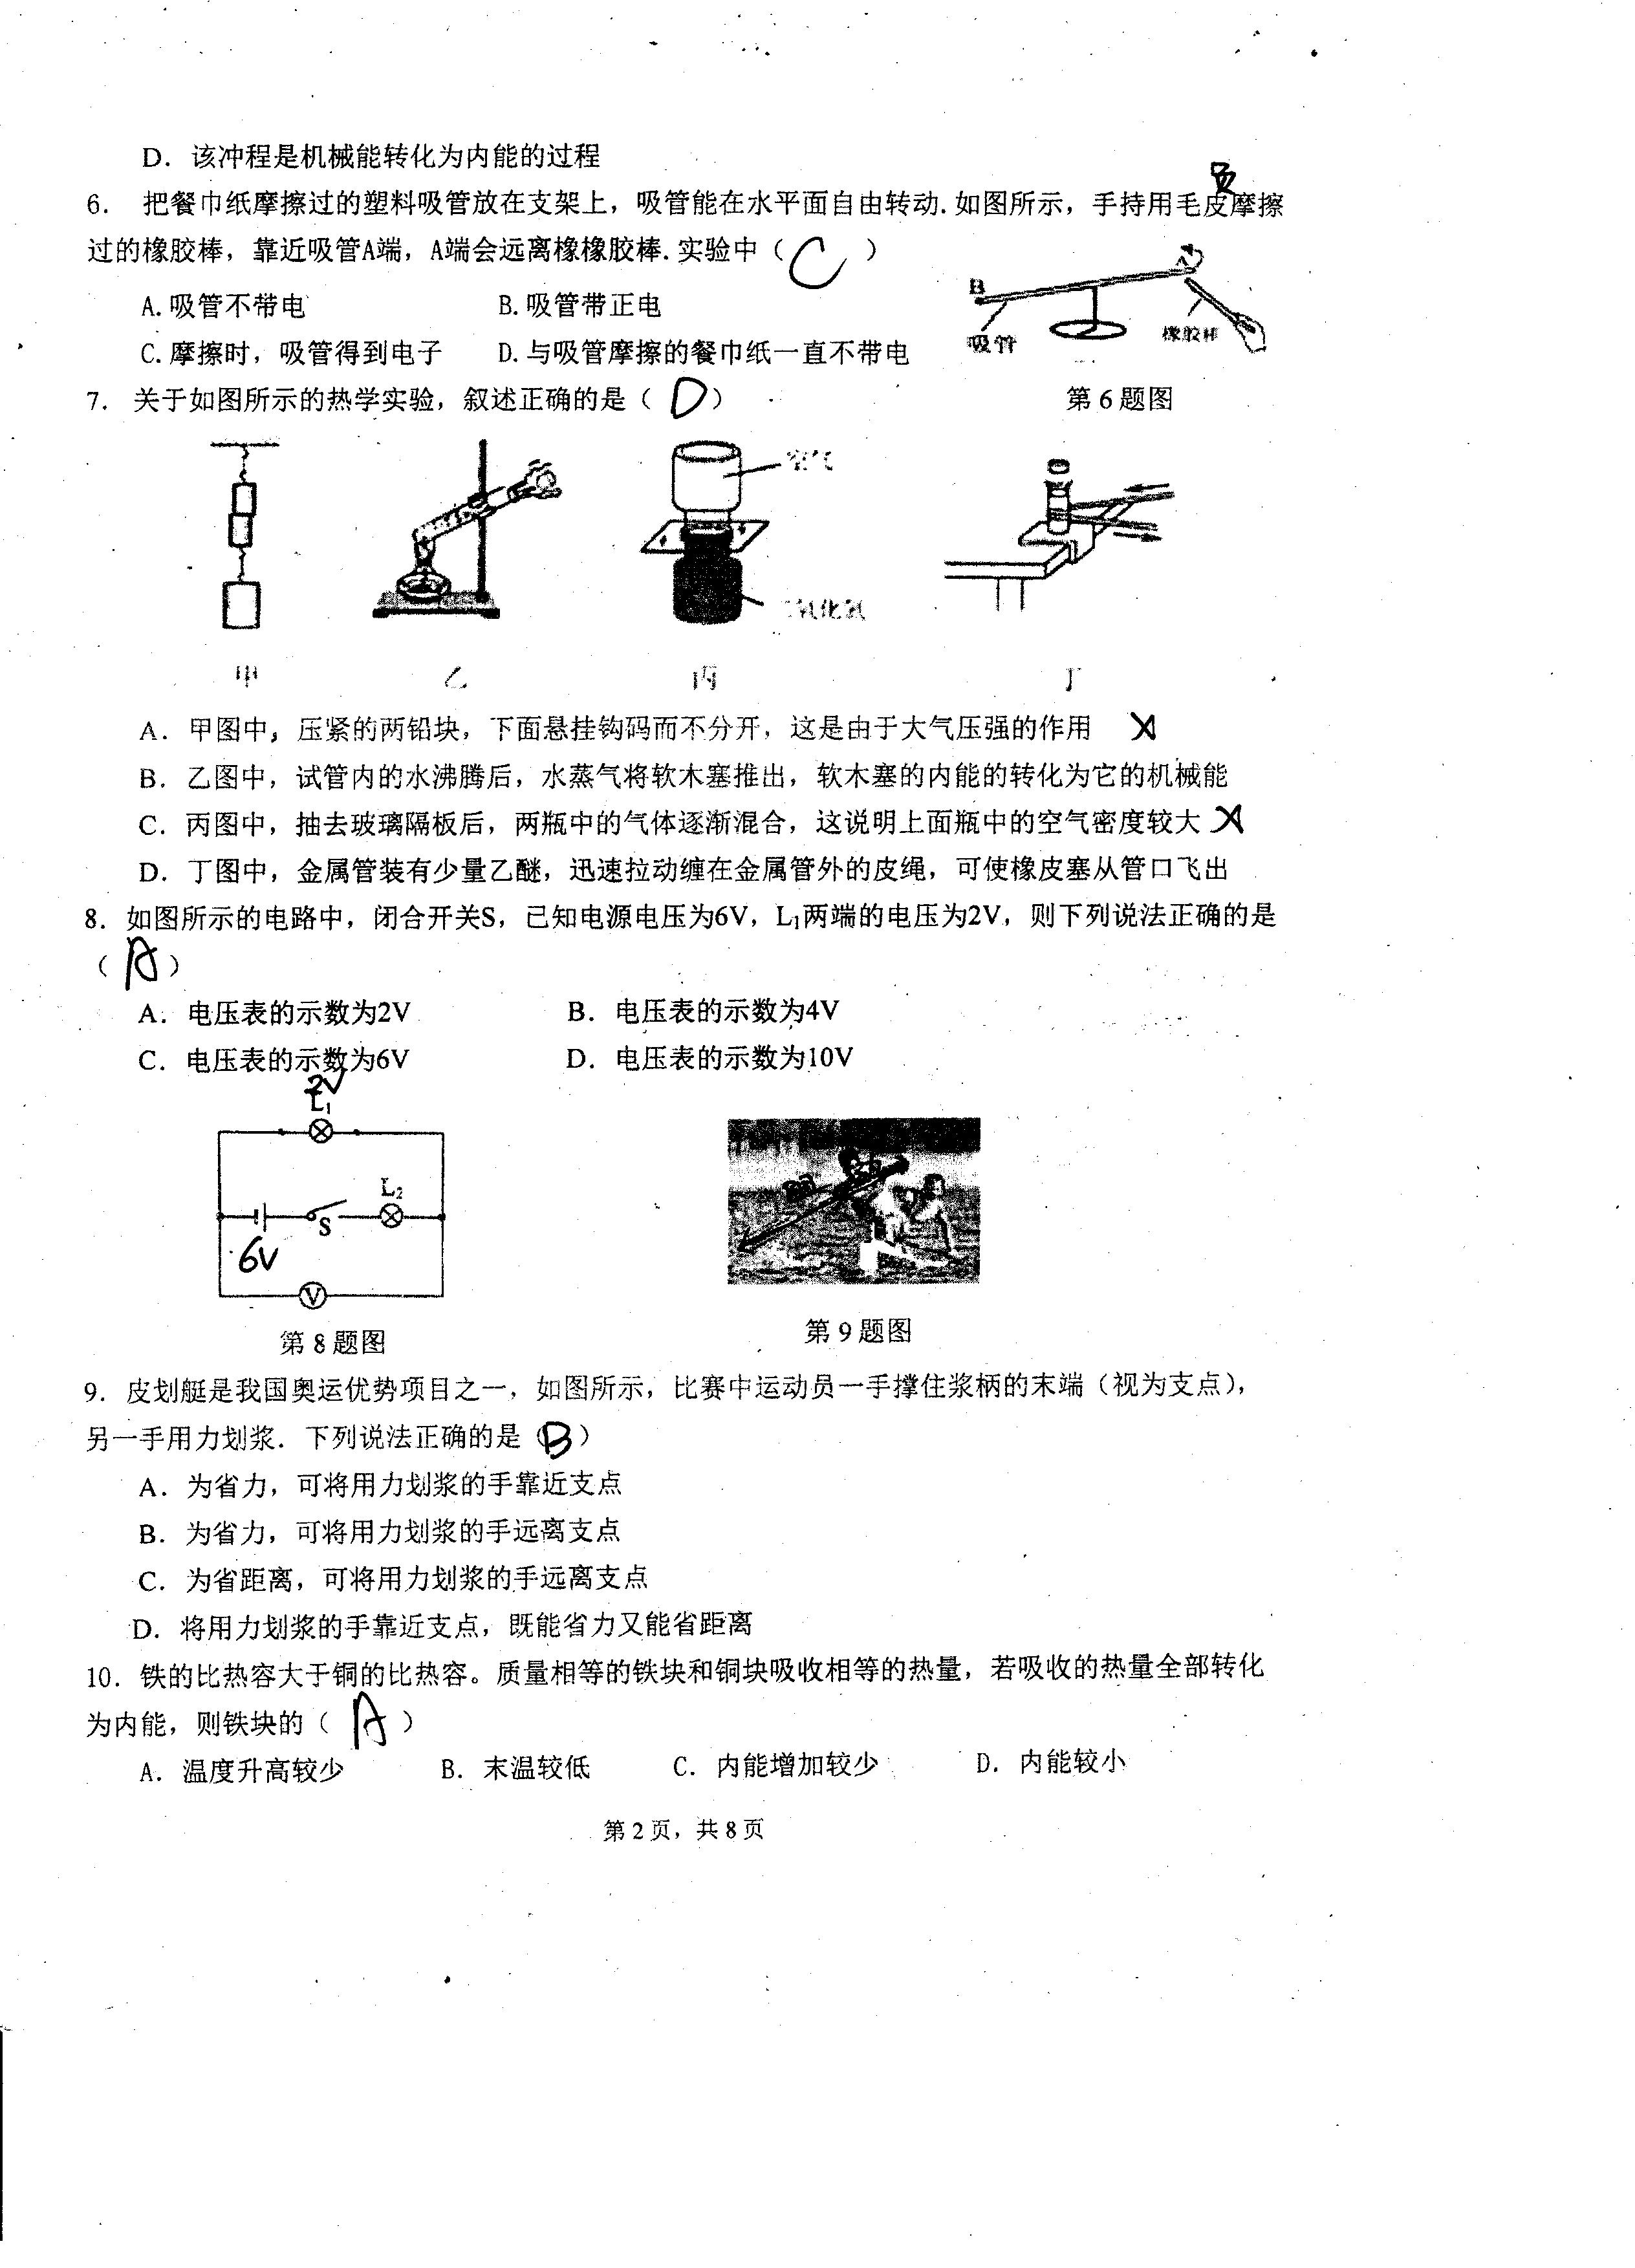 D. 该冲程是机械能转化为内能的过程
6. 把餐巾纸摩擦过的塑料吸管放在支架上，吸管能在水平面自由转动.如图所示，手持用毛皮摩擦
过的橡胶棒，靠近吸管A端，A端会远离橡橡胶棒.实验中（ C ）
A.吸管不带电 B.吸管带正电
C.摩擦时，吸管得到电子 D.与吸管摩擦的餐巾纸一直不带电
B A
吸管 橡胶棒
第 6 题图
7. 关于如图所示的热学实验，叙述正确的是（ D ）
空气
二氧化氮
甲 乙 丙 丁
A. 甲图中，压紧的两铅块，下面悬挂钩码而不分开，这是由于大气压强的作用
B. 乙图中，试管内的水沸腾后，水蒸气将软木塞推出，软木塞的内能的转化为它的机械能
C. 丙图中，抽去玻璃隔板后，两瓶中的气体逐渐混合，这说明上面瓶中的空气密度较大
D. 丁图中，金属管装有少量乙醚，迅速拉动缠在金属管外的皮绳，可使橡皮塞从管口飞出
8. 如图所示的电路中，闭合开关S，已知电源电压为6V，L1两端的电压为2V，则下列说法正确的是
（ A ）
A. 电压表的示数为2V B. 电压表的示数为4V
C. 电压表的示数为6V D. 电压表的示数为10V
2V
L1
L2
S
6V
V
第 8 题图 第 9 题图
9. 皮划艇是我国奥运优势项目之一，如图所示，比赛中运动员一手撑住浆柄的末端（视为支点），
另一手用力划浆. 下列说法正确的是（ B ）
A. 为省力，可将用力划浆的手靠近支点
B. 为省力，可将用力划浆的手远离支点
C. 为省距离，可将用力划浆的手远离支点
D. 将用力划浆的手靠近支点，既能省力又能省距离
10. 铁的比热容大于铜的比热容。质量相等的铁块和铜块吸收相等的热量，若吸收的热量全部转化
为内能，则铁块的（ A ）
A. 温度升高较少 B. 末温较低 C. 内能增加较少 D. 内能较小
第 2 页，共 8 页